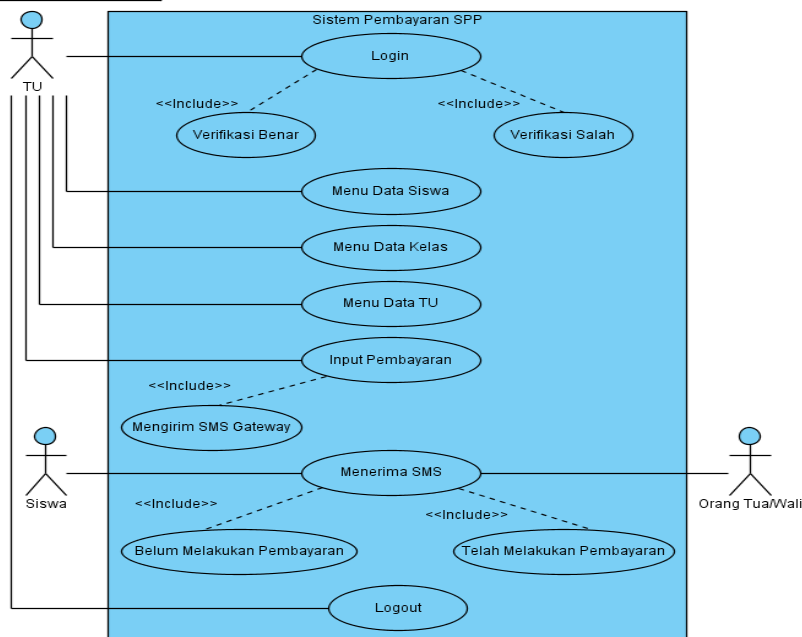 Sistem Pembayaran SPP
Login
TU
<<Include>>
<<Include>>
Verifikasi Benar
Verifikasi Salah
Menu Data Siswa
Menu Data Kelas
Menu Data TU
Input Pembayaran
<<Include>>
Mengirim SMS Gateway
Menerima SMS
Siswa
Orang Tua/Wali
<<Include>>
<<Include>>
Belum Melakukan Pembayaran
Telah Melakukan Pembayaran
Logout